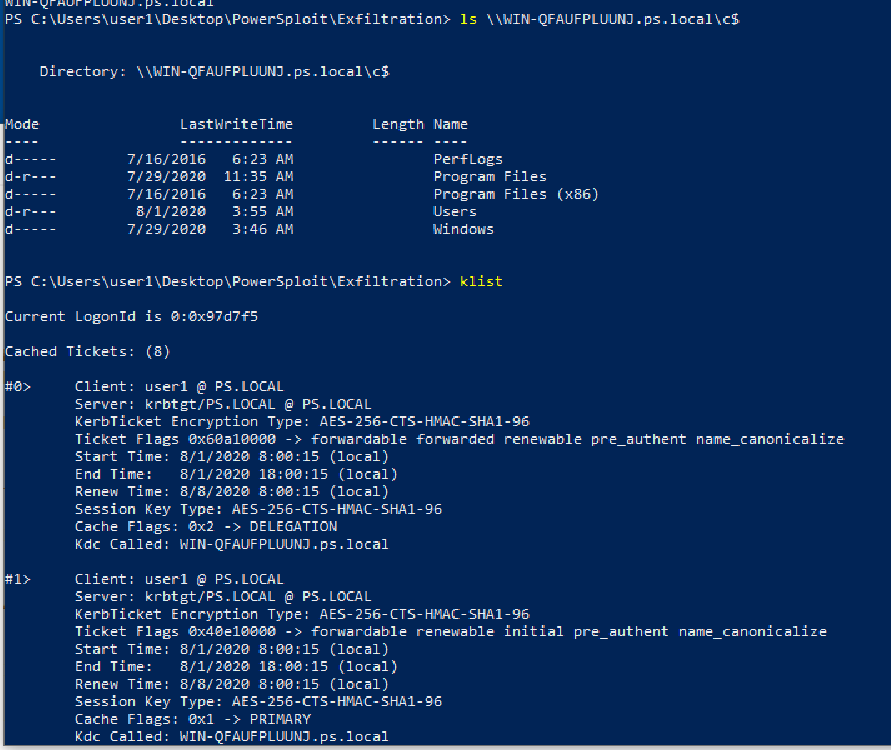 WIN-QFAUFPLUUNJ.ps.local
PS C:\Users\user1\Desktop\PowerSploit\Exfiltration> ls \\WIN-QFAUFPLUUNJ.ps.local\c$
Directory: \\WIN-QFAUFPLUUNJ.ps.local\c$
Mode LastWriteTime Length Name
---- ------------- ------ ----
d----- 7/16/2016 6:23 AM PerfLogs
d-r--- 7/29/2020 11:35 AM Program Files
d----- 7/16/2016 6:23 AM Program Files (x86)
d-r--- 8/1/2020 3:55 AM Users
d----- 7/29/2020 3:46 AM Windows
PS C:\Users\user1\Desktop\PowerSploit\Exfiltration> klist
Current LogonId is 0:0x97d7f5
Cached Tickets: (8)
#0> Client: user1 @ PS.LOCAL
Server: krbtgt/PS.LOCAL @ PS.LOCAL
KerbTicket Encryption Type: AES-256-CTS-HMAC-SHA1-96
Ticket Flags 0x60a10000 -> forwardable forwarded renewable pre_authent name_canonicalize
Start Time: 8/1/2020 8:00:15 (local)
End Time: 8/1/2020 18:00:15 (local)
Renew Time: 8/8/2020 8:00:15 (local)
Session Key Type: AES-256-CTS-HMAC-SHA1-96
Cache Flags: 0x2 -> DELEGATION
Kdc Called: WIN-QFAUFPLUUNJ.ps.local
#1> Client: user1 @ PS.LOCAL
Server: krbtgt/PS.LOCAL @ PS.LOCAL
KerbTicket Encryption Type: AES-256-CTS-HMAC-SHA1-96
Ticket Flags 0x40e10000 -> forwardable renewable initial pre_authent name_canonicalize
Start Time: 8/1/2020 8:00:15 (local)
End Time: 8/1/2020 18:00:15 (local)
Renew Time: 8/8/2020 8:00:15 (local)
Session Key Type: AES-256-CTS-HMAC-SHA1-96
Cache Flags: 0x1 -> PRIMARY
Kdc Called: WIN-QFAUFPLUUNJ.ps.local